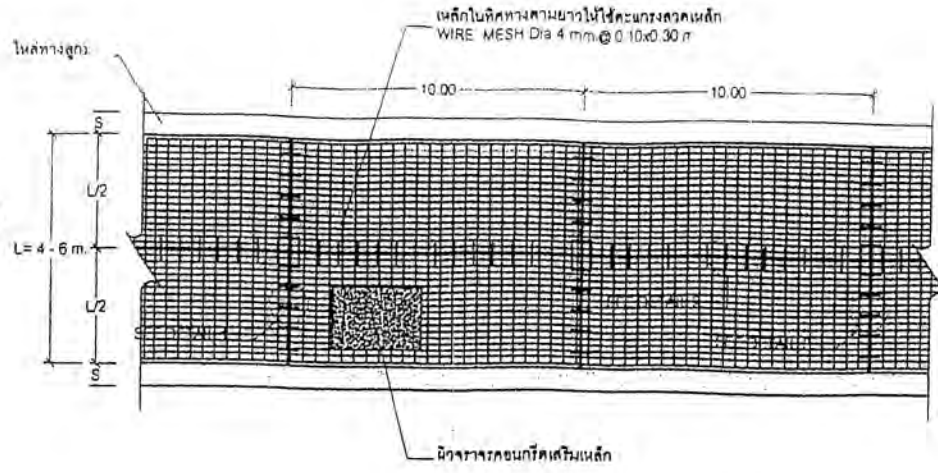 เหล็กในทิศทางตามยาวให้ใช้ตะแกรงลวดเหล็ก
WIRE MESH Dia 4 mm.@ 0.10x0.30 m
ไหล่ทางลูกรัง
10.00
10.00
S
L/2
L= 4 - 6 m.
L/2
S
ผิวจราจรคอนกรีตเสริมเหล็ก